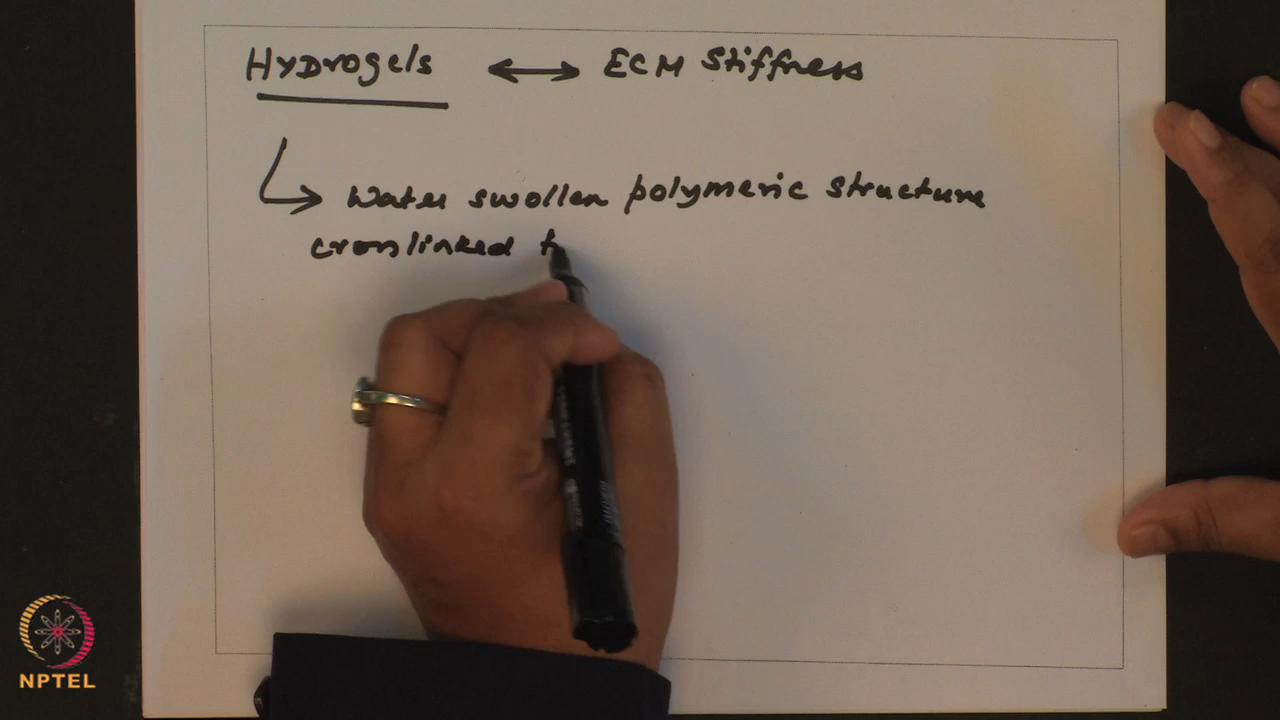 Hydrogels ↔ ECM Stiffness
↳ Water swollen polymeric structure
crosslinked
NPTEL